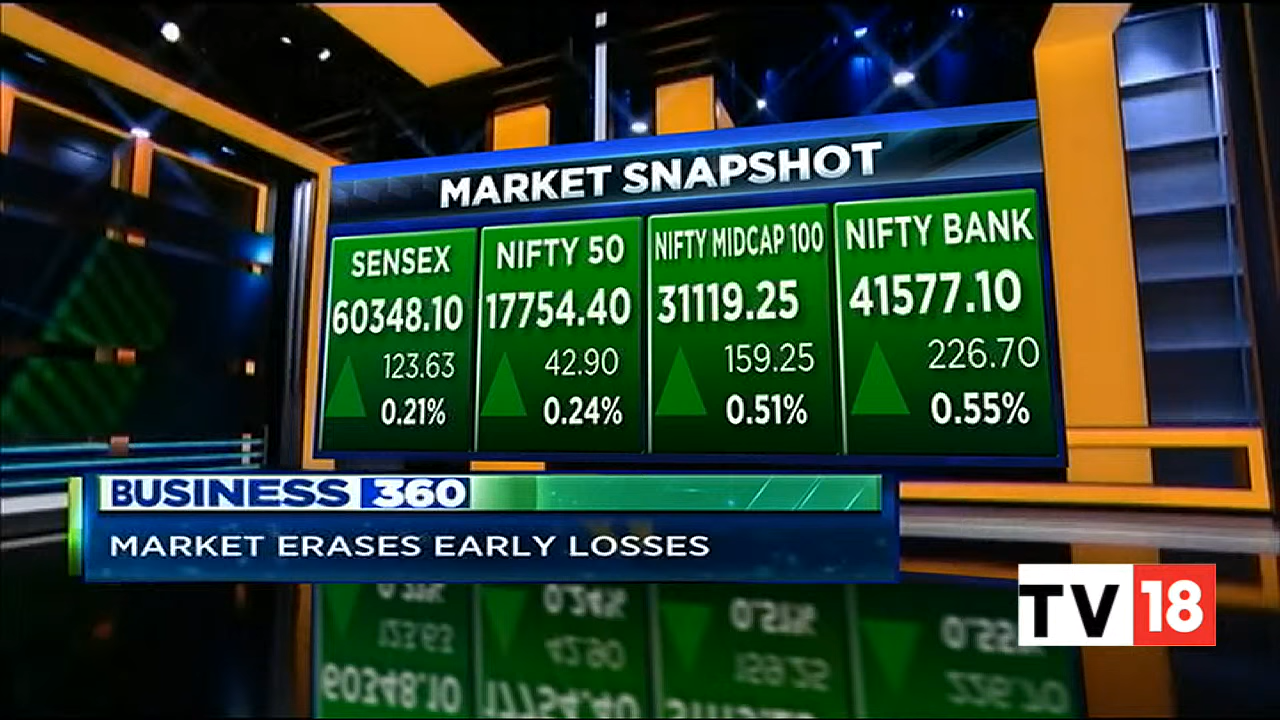 MARKET SNAPSHOT
SENSEX
60348.10
123.63
0.21%
NIFTY 50
17754.40
42.90
0.24%
NIFTY MIDCAP 100
31119.25
159.25
0.51%
NIFTY BANK
41577.10
226.70
0.55%
BUSINESS 360
MARKET ERASES EARLY LOSSES
TV18